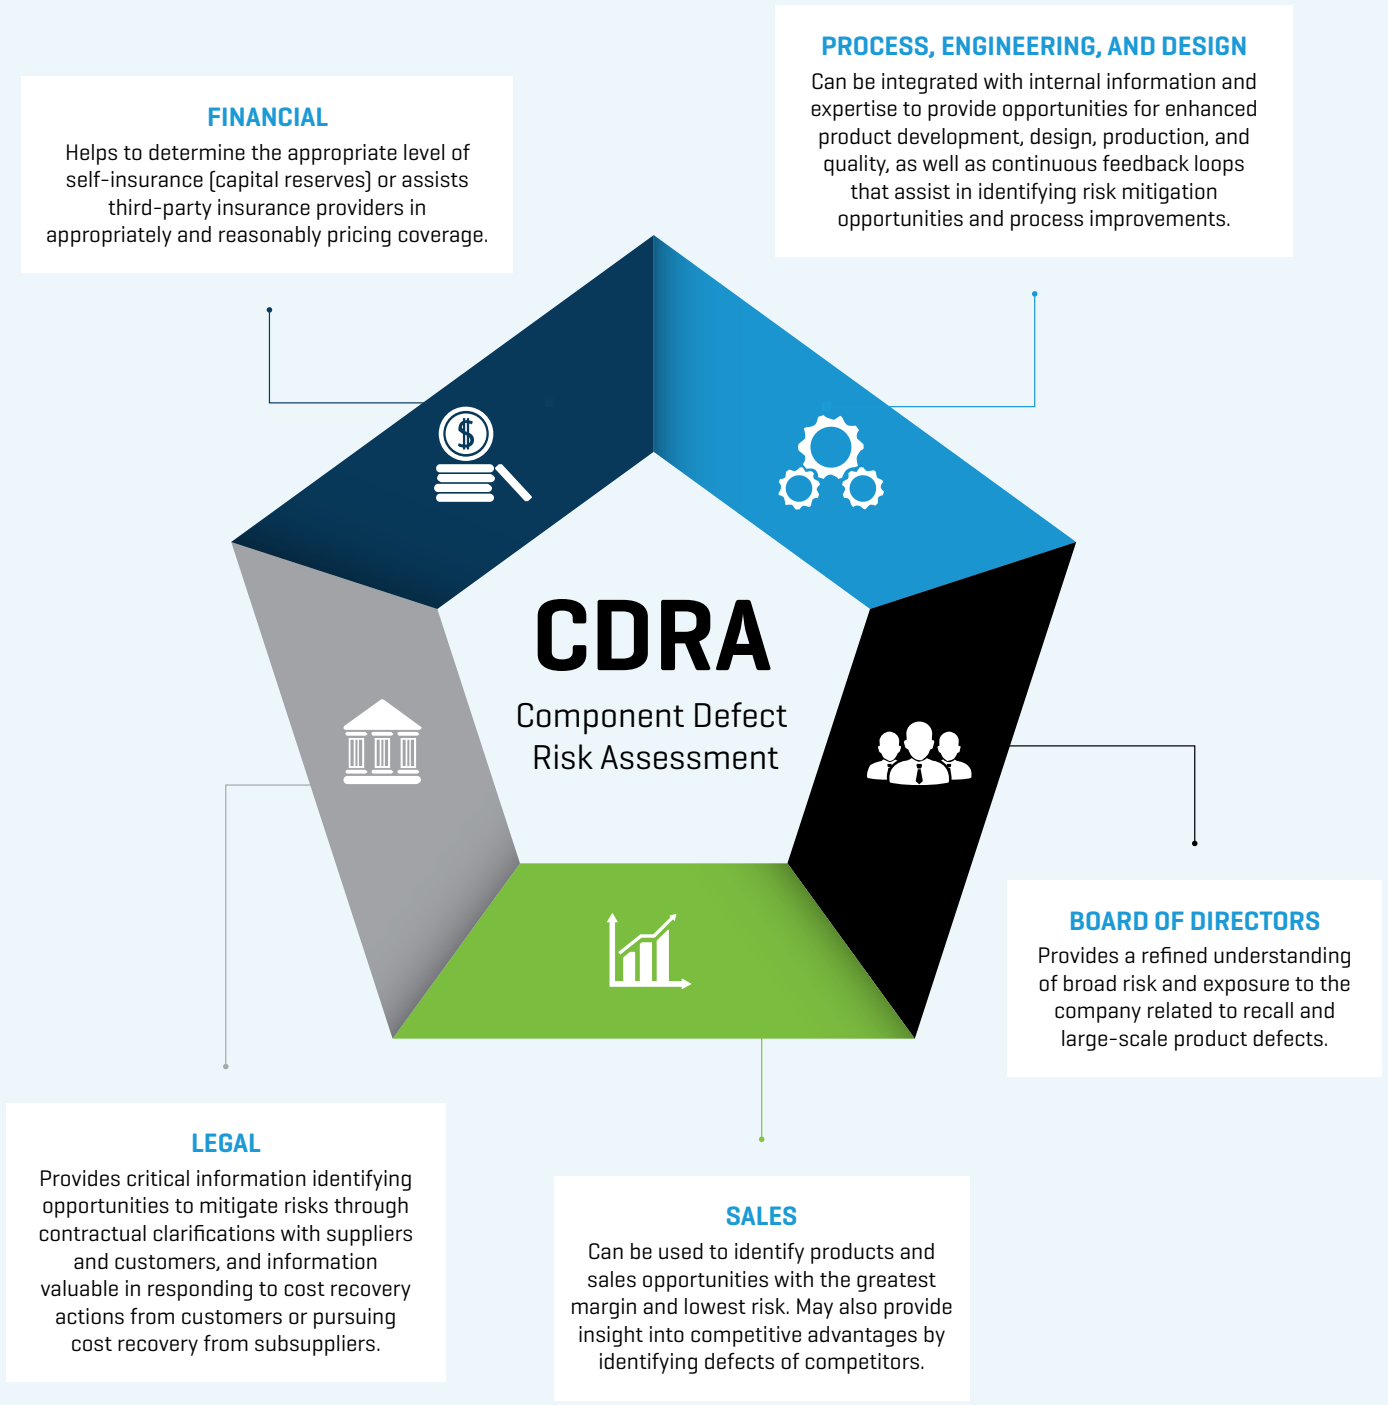 PROCESS, ENGINEERING, AND DESIGN
Can be integrated with internal information and
expertise to provide opportunities for enhanced
product development, design, production, and
quality, as well as continuous feedback loops
that assist in identifying risk mitigation
opportunities and process improvements.
FINANCIAL
Helps to determine the appropriate level of
self-insurance (capital reserves) or assists
third-party insurance providers in
appropriately and reasonably pricing coverage.
$
CDRA
Component Defect
Risk Assessment
BOARD OF DIRECTORS
Provides a refined understanding
of broad risk and exposure to the
company related to recall and
large-scale product defects.
LEGAL
Provides critical information identifying
opportunities to mitigate risks through
contractual clarifications with suppliers
and customers, and information
valuable in responding to cost recovery
actions from customers or pursuing
cost recovery from subsuppliers.
SALES
Can be used to identify products and
sales opportunities with the greatest
margin and lowest risk. May also provide
insight into competitive advantages by
identifying defects of competitors.